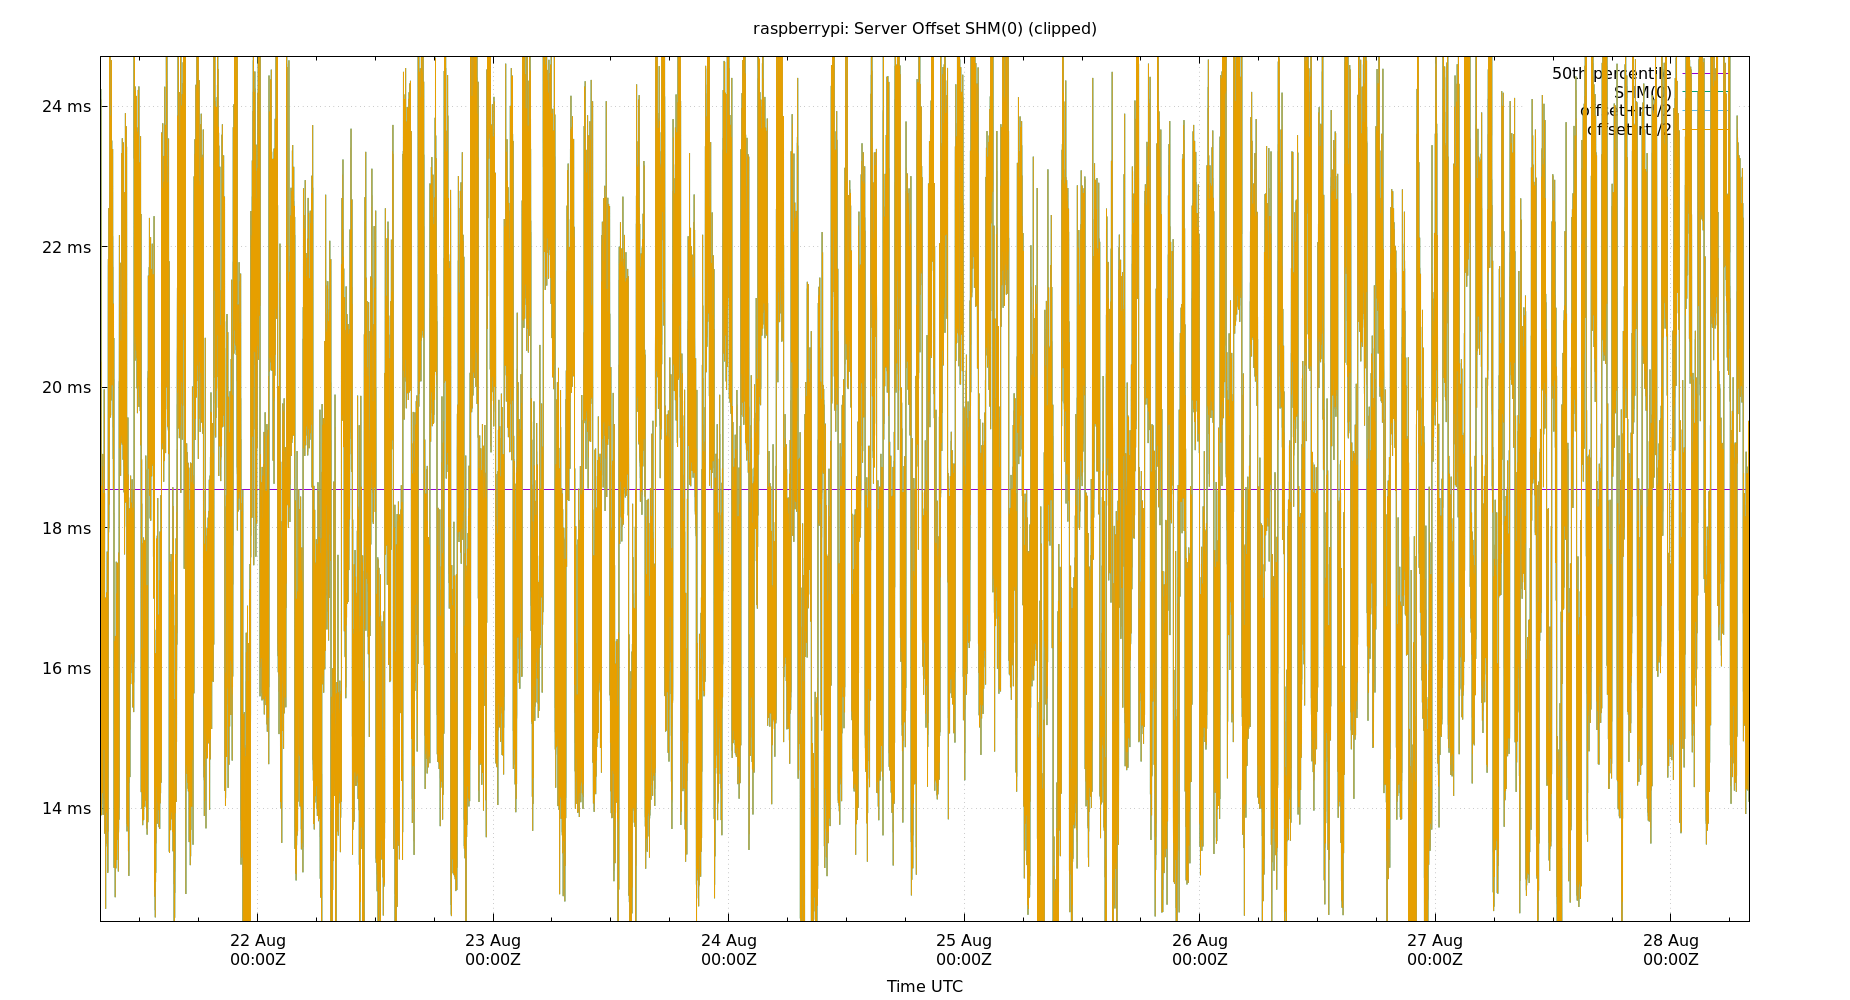 raspberrypi: Server Offset SHM(0) (clipped)
50th percentile
SHM(0)
24 ms
22 ms
20 ms
18 ms
16 ms
14 ms
22 Aug
00:00Z
23 Aug
00:00Z
24 Aug
00:00Z
25 Aug
00:00Z
26 Aug
00:00Z
27 Aug
00:00Z
28 Aug
00:00Z
Time UTC